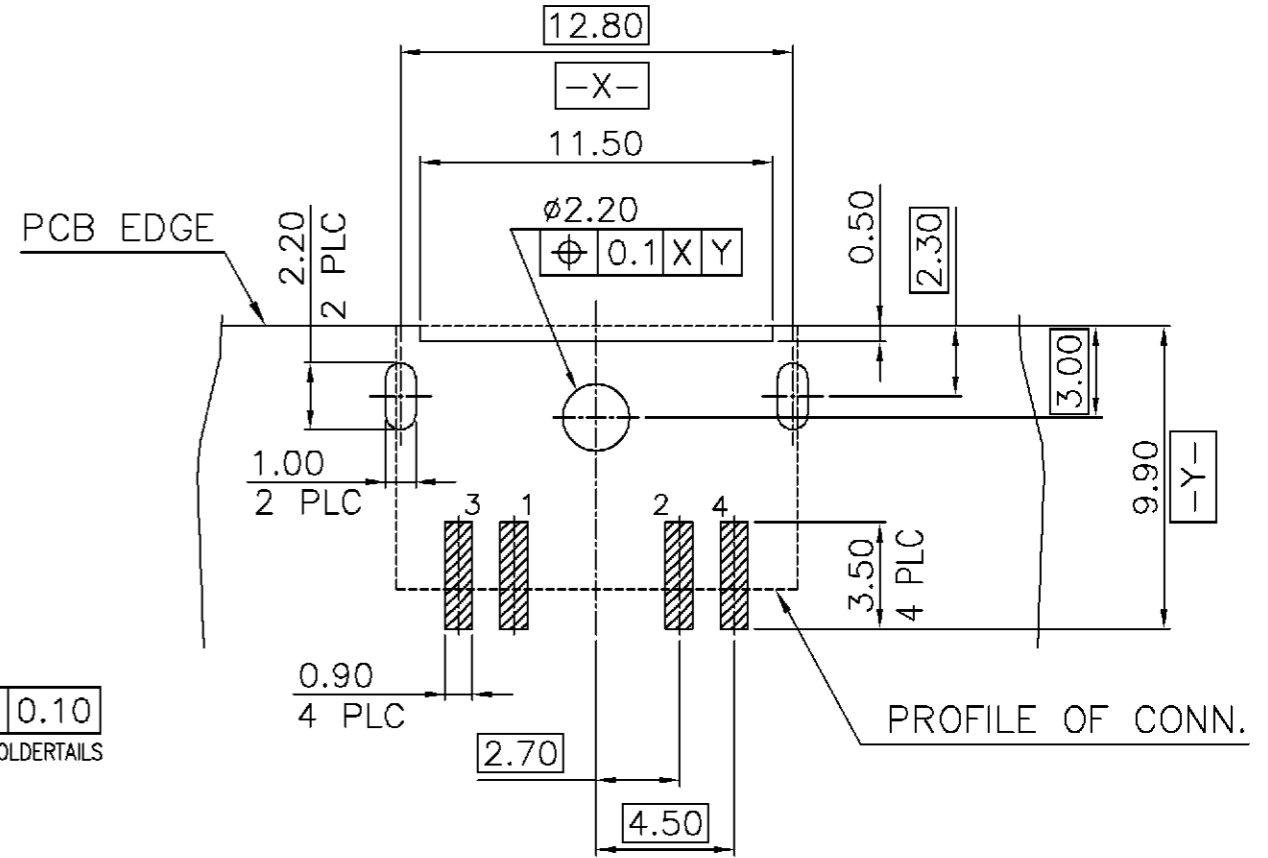 12.80
-X-
11.50
ø2.20
⌖ 0.1 X Y
PCB EDGE
2.20
2 PLC
0.50
2.30
3.00
9.90
-Y-
1.00
2 PLC
3 1 2 4
3.50
4 PLC
0.90
4 PLC
0.10
OLDERTAILS
2.70
4.50
PROFILE OF CONN.